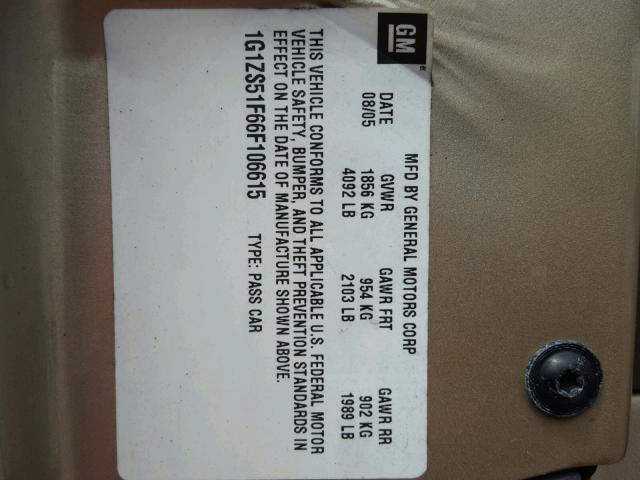 GM
MFD BY GENERAL MOTORS CORP
DATE GVWR GAWR FRT GAWR RR
08/05 1856 KG 954 KG 902 KG
4092 LB 2103 LB 1989 LB
THIS VEHICLE CONFORMS TO ALL APPLICABLE U.S. FEDERAL MOTOR
VEHICLE SAFETY, BUMPER, AND THEFT PREVENTION STANDARDS IN
EFFECT ON THE DATE OF MANUFACTURE SHOWN ABOVE.
1G1ZS51F66F106615 TYPE: PASS CAR